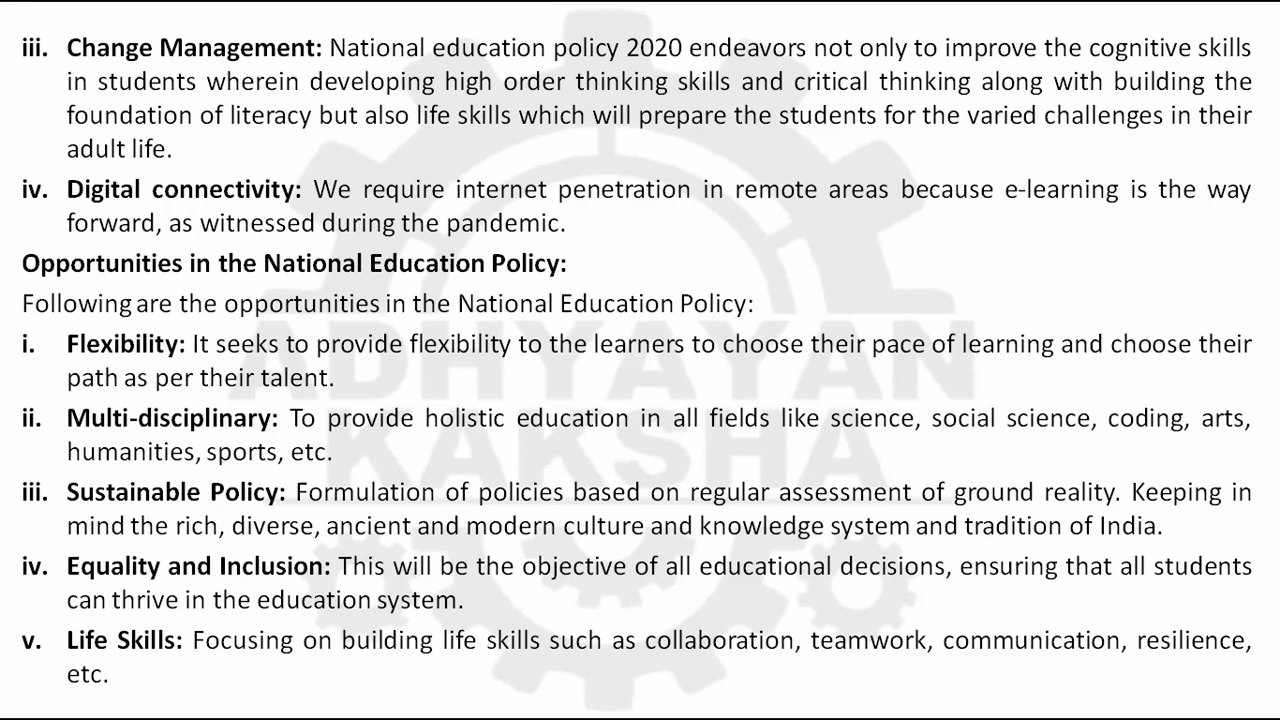 iii. Change Management: National education policy 2020 endeavors not only to improve the cognitive skills
in students wherein developing high order thinking skills and critical thinking along with building the
foundation of literacy but also life skills which will prepare the students for the varied challenges in their
adult life.
iv. Digital connectivity: We require internet penetration in remote areas because e-learning is the way
forward, as witnessed during the pandemic.
Opportunities in the National Education Policy:
Following are the opportunities in the National Education Policy:
i. Flexibility: It seeks to provide flexibility to the learners to choose their pace of learning and choose their
path as per their talent.
ii. Multi-disciplinary: To provide holistic education in all fields like science, social science, coding, arts,
humanities, sports, etc.
iii. Sustainable Policy: Formulation of policies based on regular assessment of ground reality. Keeping in
mind the rich, diverse, ancient and modern culture and knowledge system and tradition of India.
iv. Equality and Inclusion: This will be the objective of all educational decisions, ensuring that all students
can thrive in the education system.
v. Life Skills: Focusing on building life skills such as collaboration, teamwork, communication, resilience,
etc.
ADHYAYAN
KAKSHA